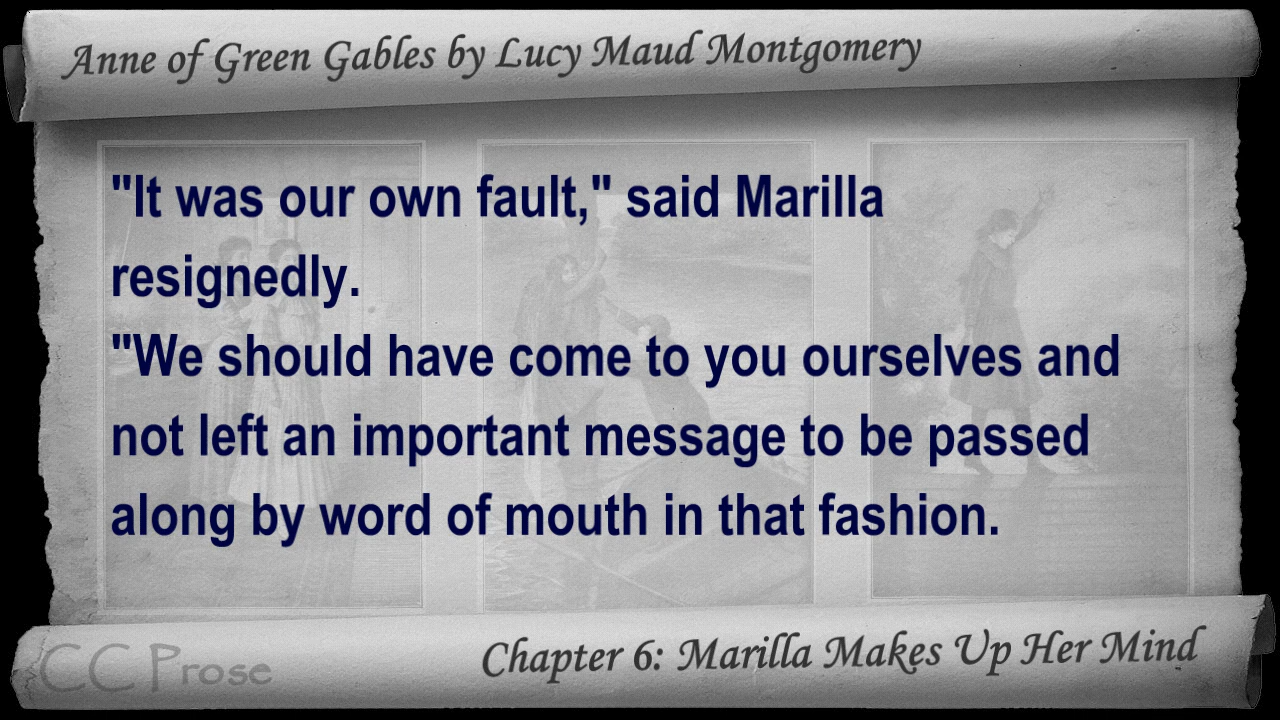 Anne of Green Gables by Lucy Maud Montgomery
"It was our own fault," said Marilla
resignedly.
"We should have come to you ourselves and
not left an important message to be passed
along by word of mouth in that fashion.
Chapter 6: Marilla Makes Up Her Mind
CC Prose